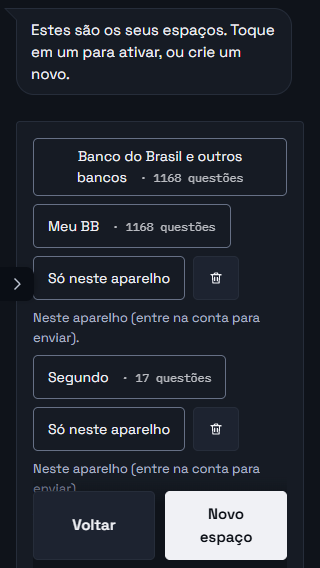 Estes são os seus espaços. Toque
em um para ativar, ou crie um
novo.
Banco do Brasil e outros
bancos · 1168 questões
Meu BB · 1168 questões
Só neste aparelho
Neste aparelho (entre na conta para
enviar).
Segundo · 17 questões
Só neste aparelho
Neste aparelho (entre na conta para
enviar)
Voltar
Novo
espaço